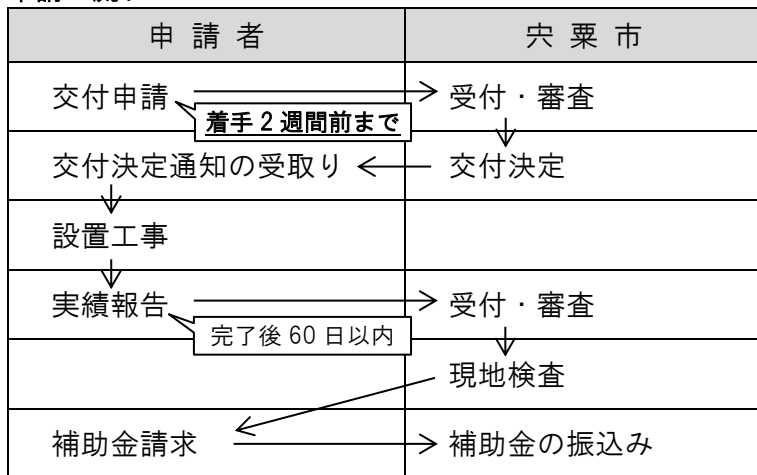 申請者 宍粟市
交付申請 受付・審査
着手2週間前まで
交付決定通知の受取り 交付決定
設置工事
実績報告 受付・審査
完了後60日以内
現地検査
補助金請求 補助金の振込み